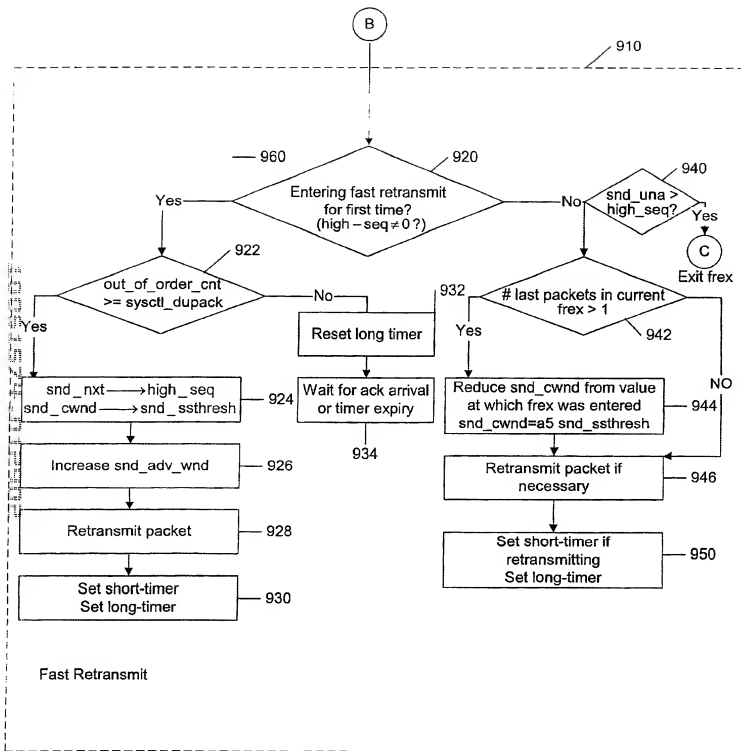 B
910
960
920
940
Entering fast retransmit
for first time?
(high – seq ≠ 0 ?)
Yes
No
snd_una >
high_seq?
Yes
C
Exit frex
922
out_of_order_cnt
>= sysctl_dupack
Yes
No
932
Reset long timer
# last packets in current
frex > 1
942
Yes
NO
snd_nxt → high_seq
snd_cwnd → snd_ssthresh
924
Wait for ack arrival
or timer expiry
934
Reduce snd_cwnd from value
at which frex was entered
snd_cwnd=a5 snd_ssthresh
944
Increase snd_adv_wnd
926
Retransmit packet if
necessary
946
Retransmit packet
928
Set short-timer if
retransmitting
Set long-timer
950
Set short-timer
Set long-timer
930
Fast Retransmit